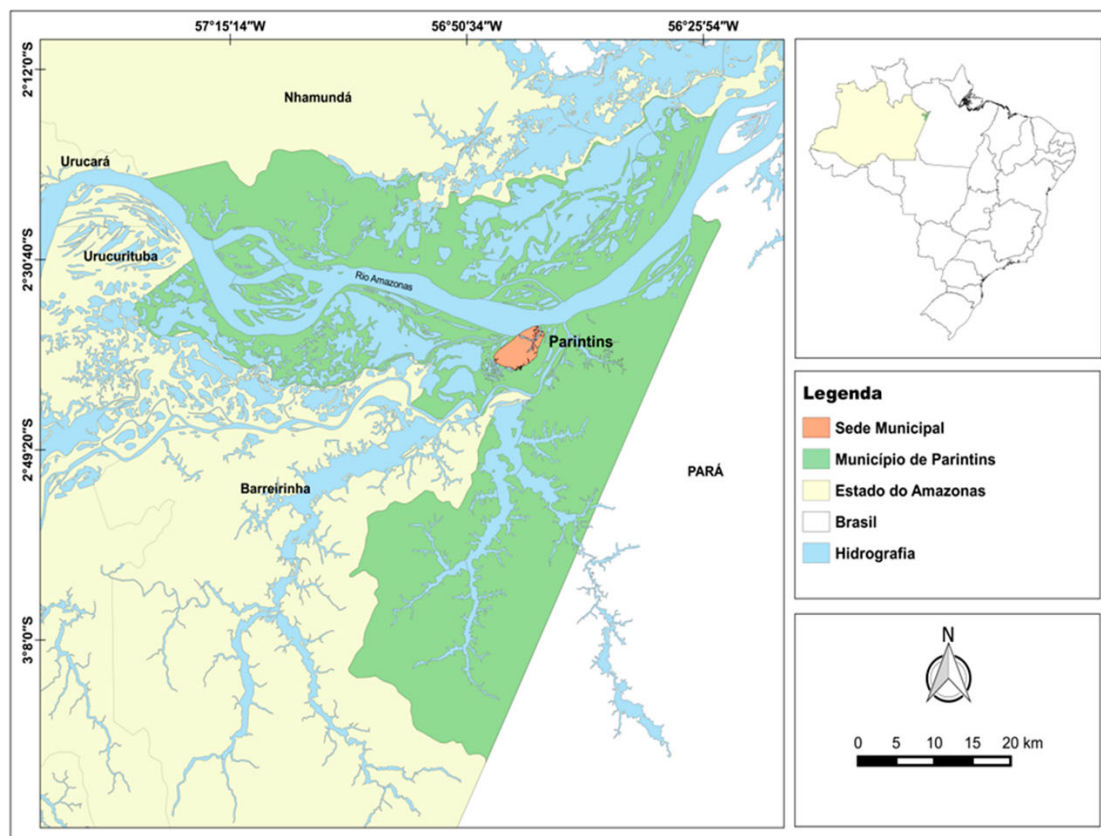 57°15′14″W
56°50′34″W
56°25′54″W
2°12′0″S
2°30′40″S
2°49′20″S
3°8′0″S
Nhamundá
Urucará
Urucurituba
Rio Amazonas
Parintins
Barreirinha
PARÁ
Legenda
Sede Municipal
Município de Parintins
Estado do Amazonas
Brasil
Hidrografia
N
0 5 10 15 20 km